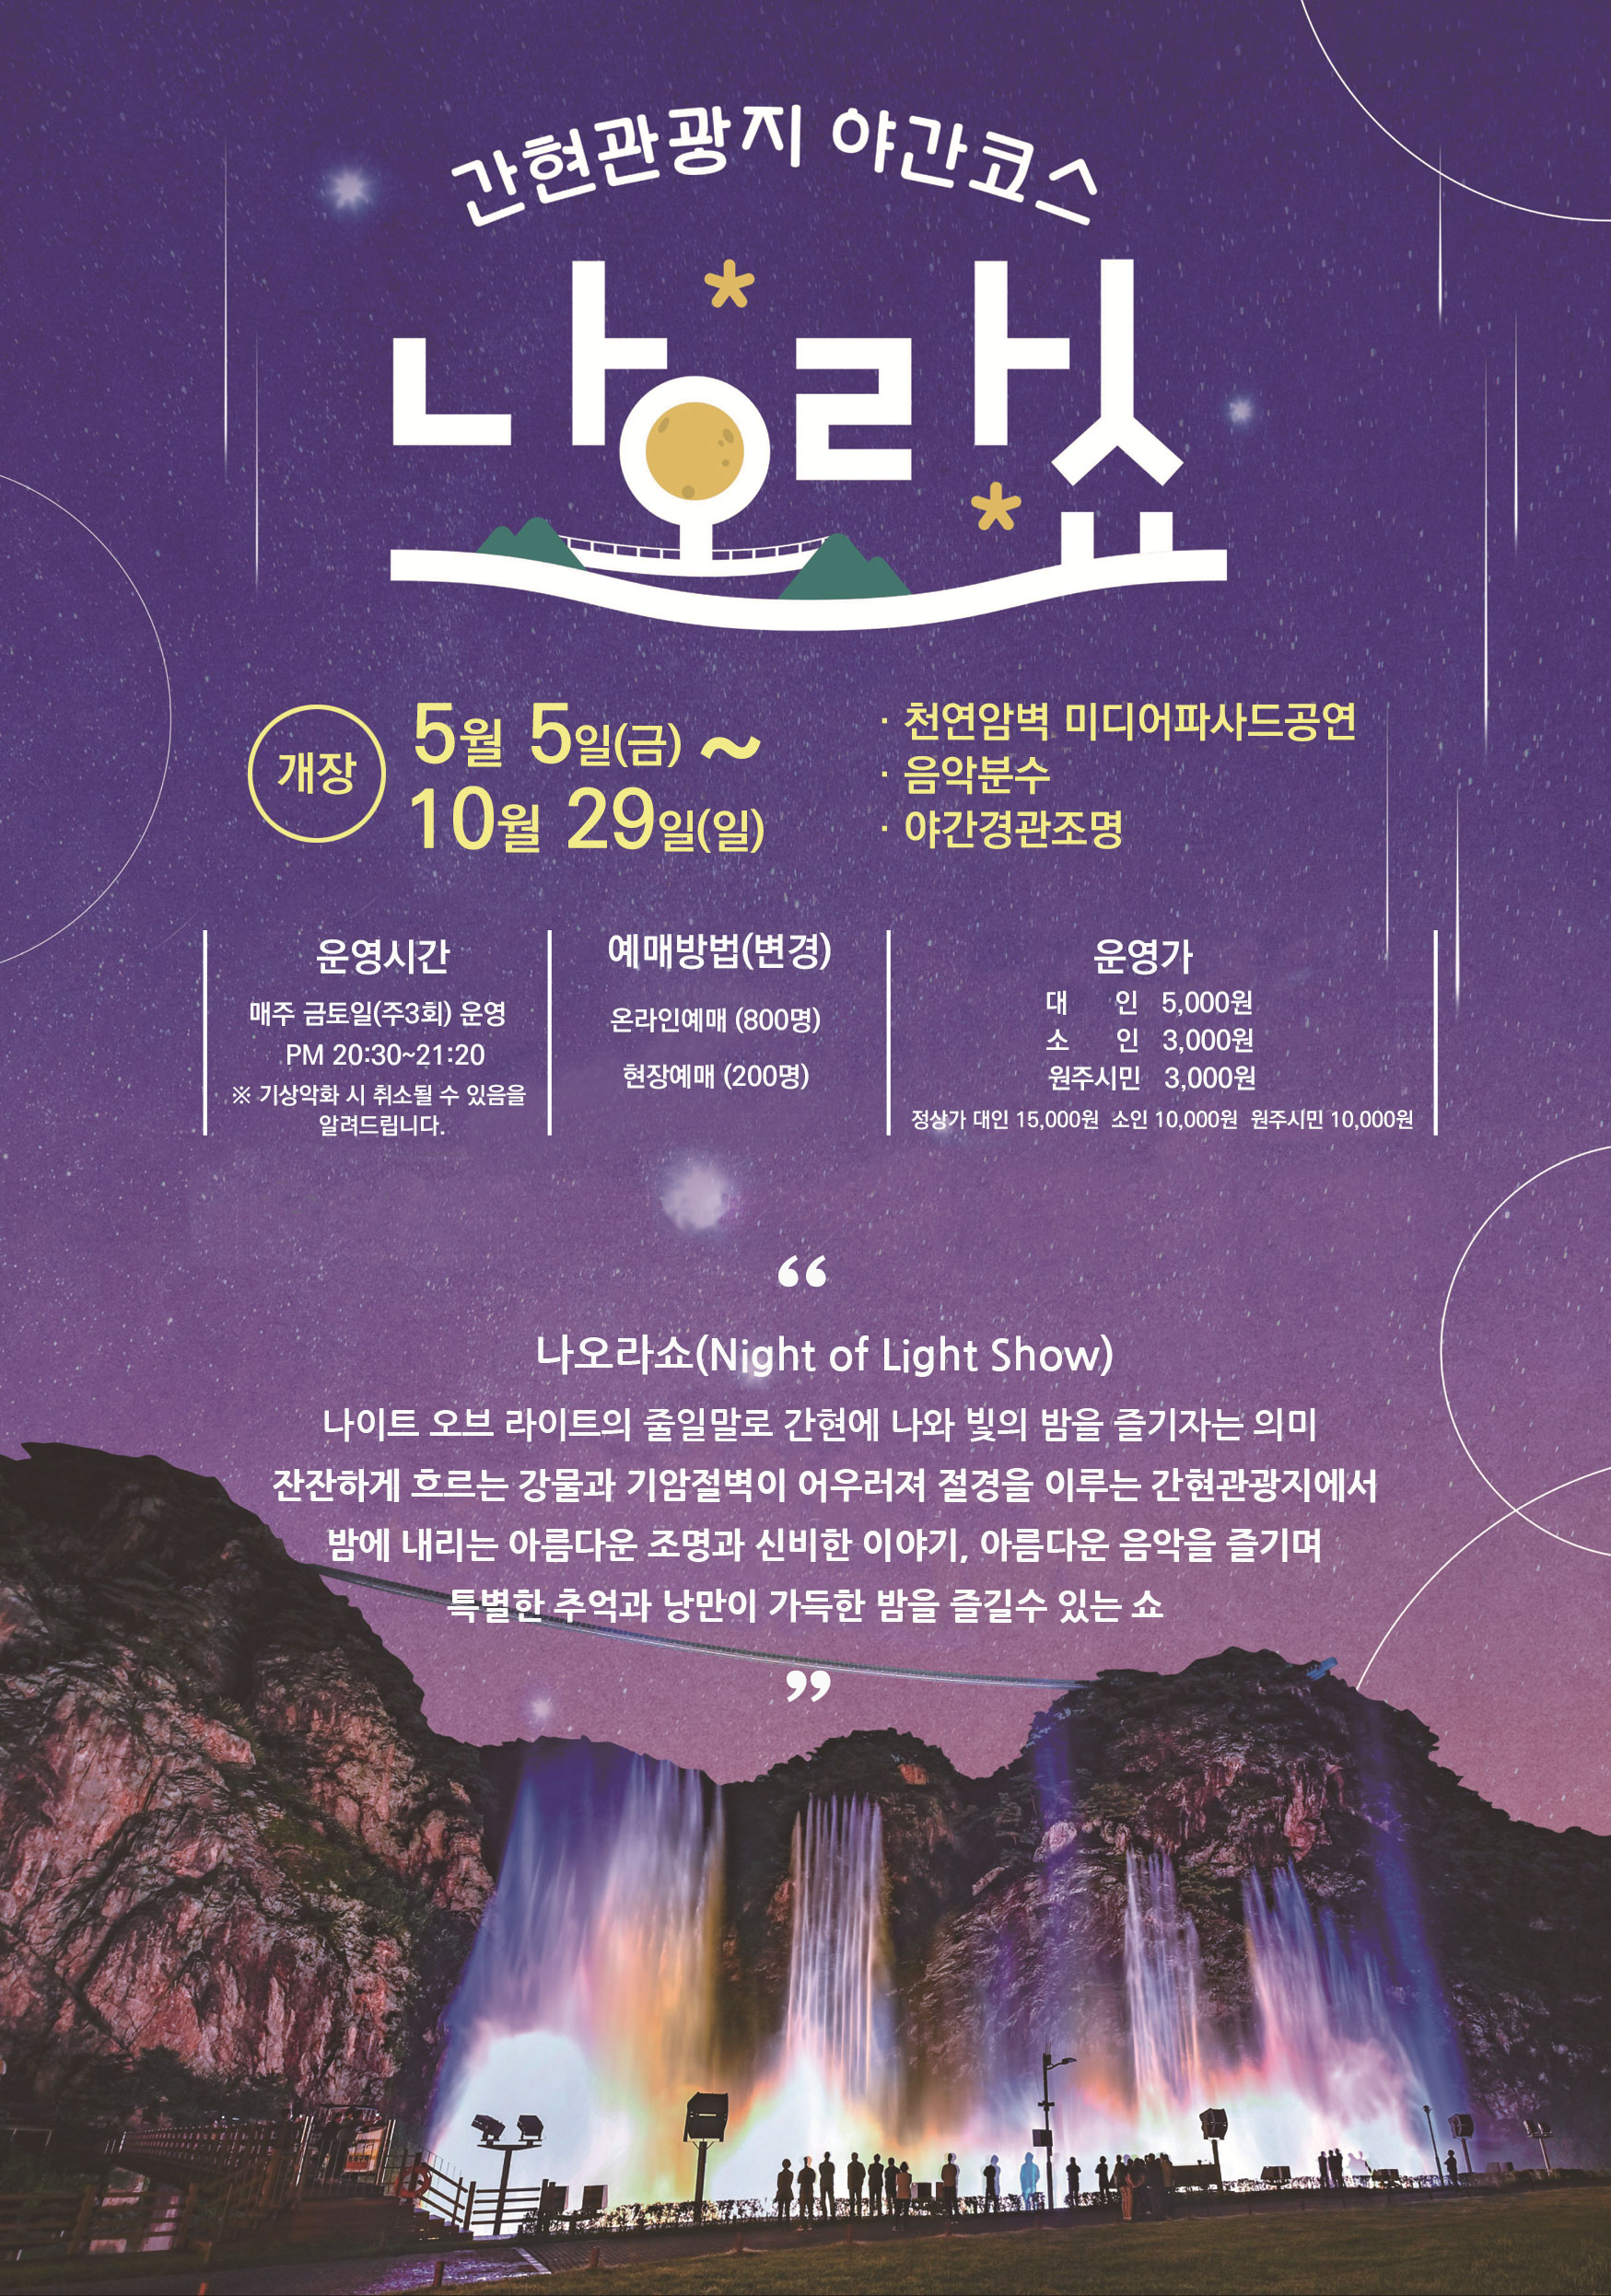 간현관광지 야간코스
나오라쇼
개장
5월 5일(금) ~
10월 29일(일)
· 천연암벽 미디어파사드공연
· 음악분수
· 야간경관조명
운영시간
매주 금토일(주3회) 운영
PM 20:30~21:20
※ 기상악화 시 취소될 수 있음을
알려드립니다.
예매방법(변경)
온라인예매 (800명)
현장예매 (200명)
운영가
대 인 5,000원
소 인 3,000원
원주시민 3,000원
정상가 대인 15,000원 소인 10,000원 원주시민 10,000원
“
나오라쇼(Night of Light Show)
나이트 오브 라이트의 줄일말로 간현에 나와 빛의 밤을 즐기자는 의미
잔잔하게 흐르는 강물과 기암절벽이 어우러져 절경을 이루는 간현관광지에서
밤에 내리는 아름다운 조명과 신비한 이야기, 아름다운 음악을 즐기며
특별한 추억과 낭만이 가득한 밤을 즐길수 있는 쇼
”